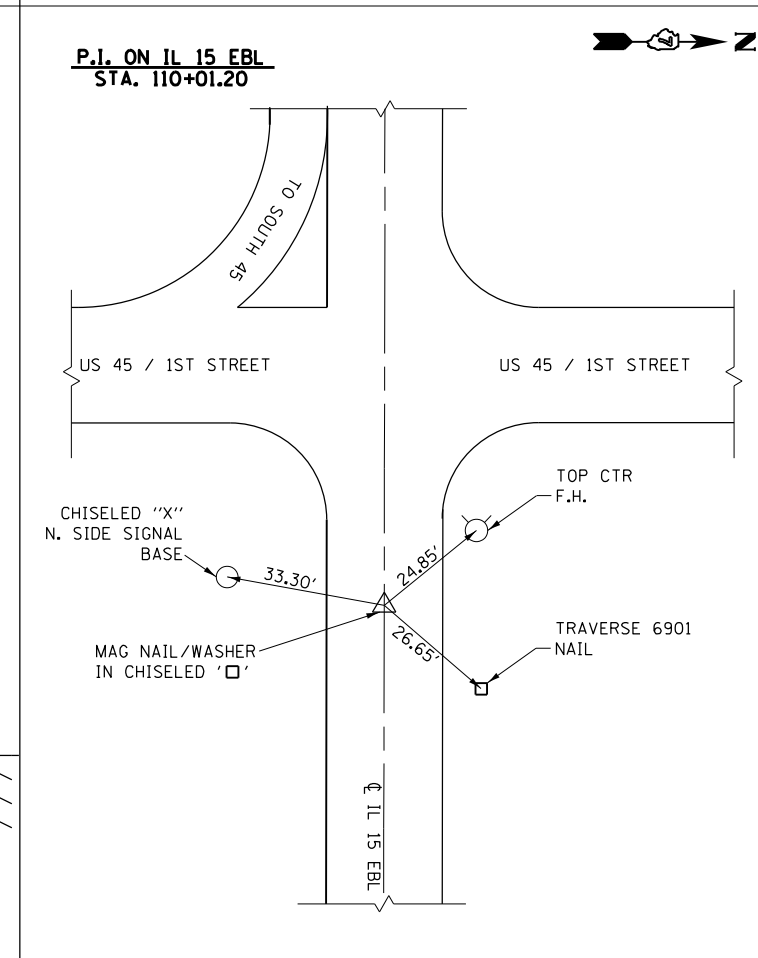 P.I. ON IL 15 EBL
STA. 110+01.20
N
TO SOUTH 45
US 45 / 1ST STREET
US 45 / 1ST STREET
TOP CTR
F.H.
CHISELED "X"
N. SIDE SIGNAL
BASE
33.30'
24.85'
26.65'
MAG NAIL/WASHER
IN CHISELED '□'
TRAVERSE 6901
NAIL
℄ IL 15 EBL